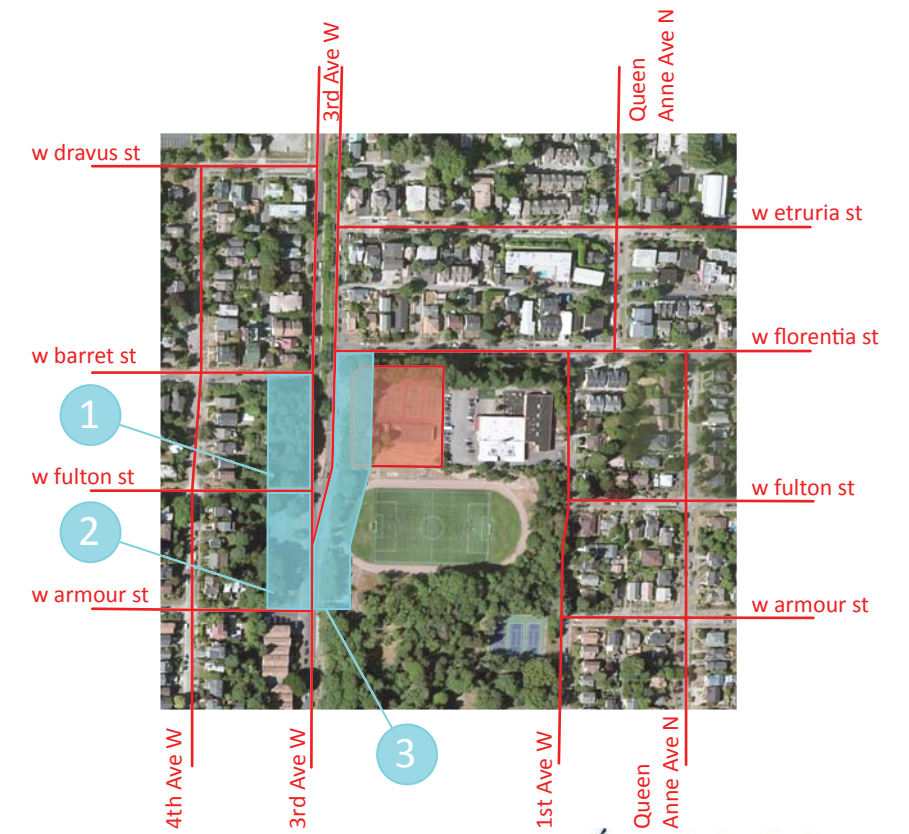 3rd Ave W
Queen
Anne Ave N
w dravus st
w etruria st
w florentia st
w barret st
1
w fulton st
w fulton st
2
w armour st
w armour st
3
4th Ave W
3rd Ave W
1st Ave W
Queen
Anne Ave N